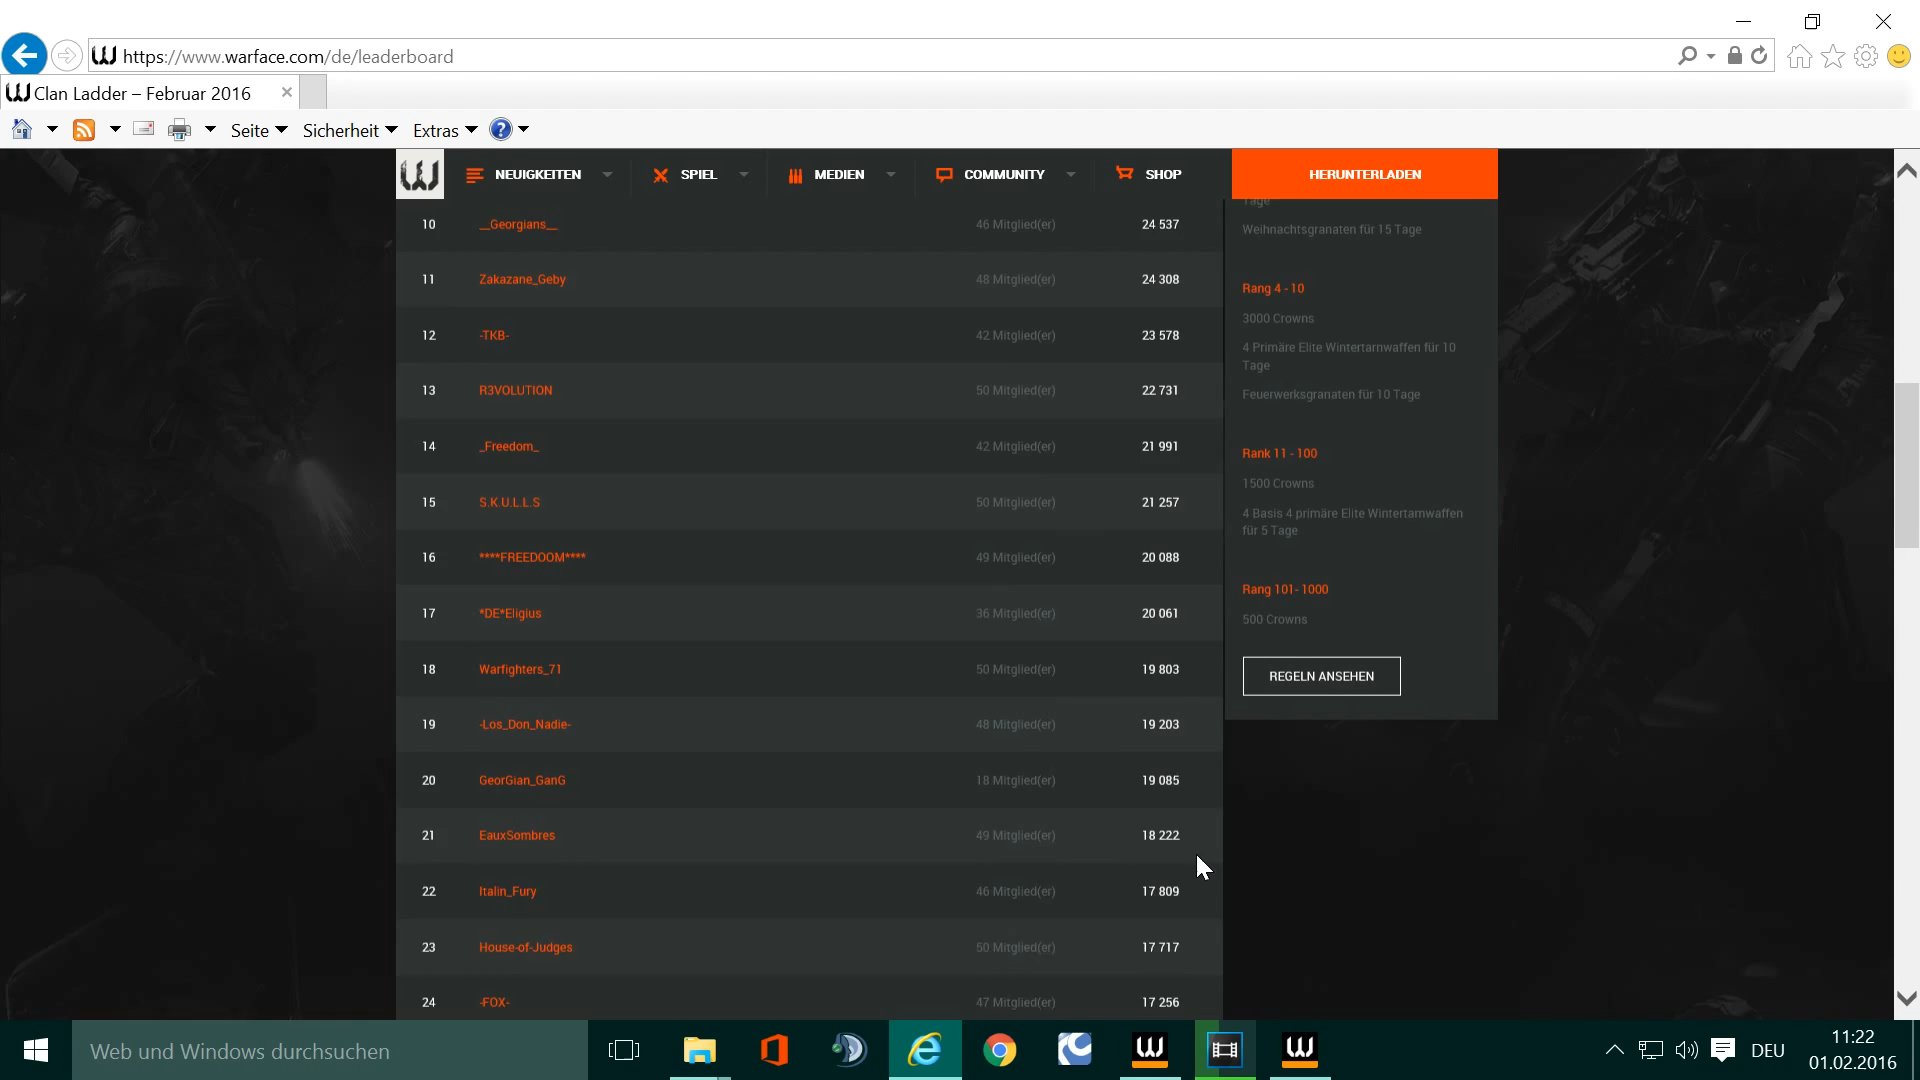 https://www.warface.com/de/leaderboard
Clan Ladder – Februar 2016
Seite Sicherheit Extras
NEUIGKEITEN SPIEL MEDIEN COMMUNITY SHOP HERUNTERLADEN
10 __Georgians__ 46 Mitglied(er) 24 537
11 Zakazane_Geby 48 Mitglied(er) 24 308
12 -TKB- 42 Mitglied(er) 23 578
13 R3VOLUTION 50 Mitglied(er) 22 731
14 _Freedom_ 42 Mitglied(er) 21 991
15 S.K.U.L.L.S 50 Mitglied(er) 21 257
16 ****FREEDOOM**** 49 Mitglied(er) 20 088
17 *DE*Eligius 36 Mitglied(er) 20 061
18 Warfighters_71 50 Mitglied(er) 19 803
19 -Los_Don_Nadie- 48 Mitglied(er) 19 203
20 GeorGian_GanG 18 Mitglied(er) 19 085
21 EauxSombres 49 Mitglied(er) 18 222
22 Italin_Fury 46 Mitglied(er) 17 809
23 House-of-Judges 50 Mitglied(er) 17 717
24 -FOX- 47 Mitglied(er) 17 256
Tage
Weihnachtsgranaten für 15 Tage
Rang 4 - 10
3000 Crowns
4 Primäre Elite Wintertarnwaffen für 10
Tage
Feuerwerksgranaten für 10 Tage
Rank 11 - 100
1500 Crowns
4 Basis 4 primäre Elite Wintertarnwaffen
für 5 Tage
Rang 101- 1000
500 Crowns
REGELN ANSEHEN
Web und Windows durchsuchen
DEU
11:22
01.02.2016